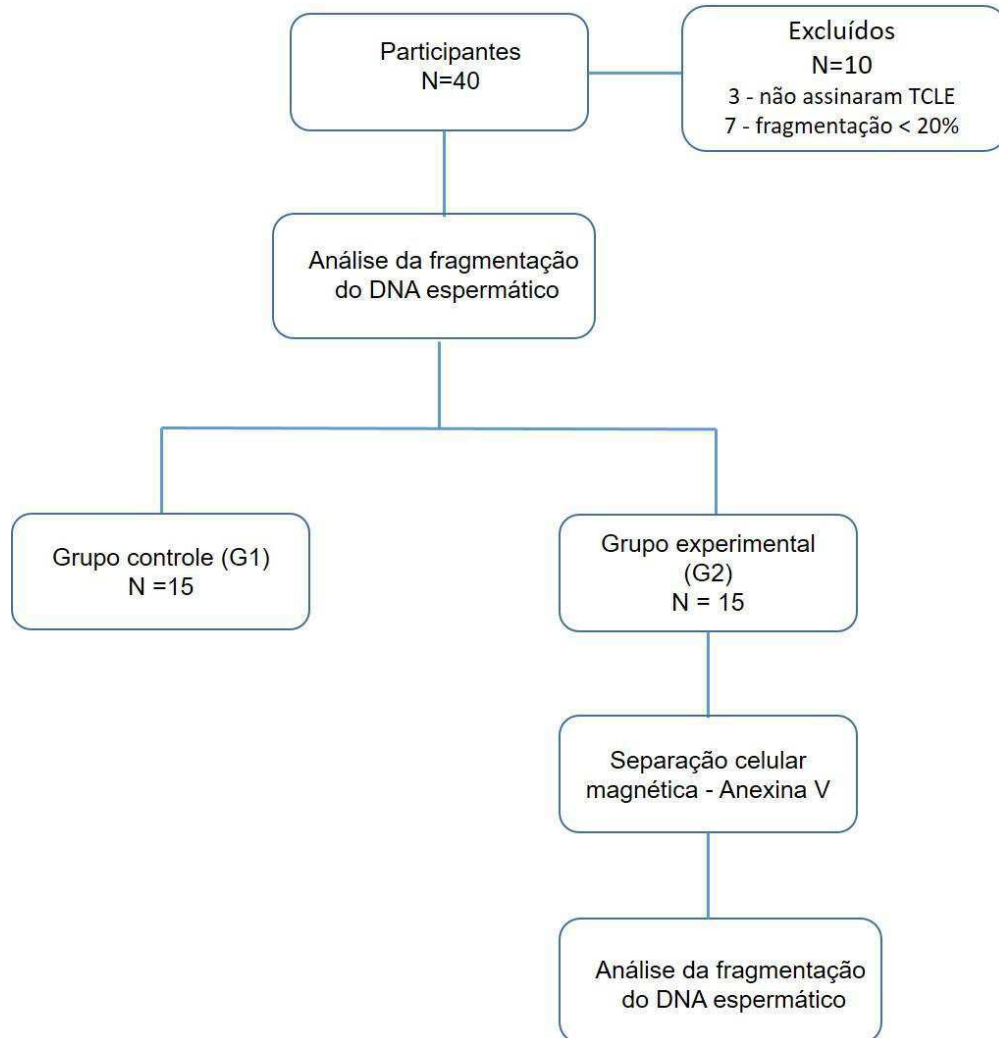 Participantes
N=40
Excluídos
N=10
3 - não assinaram TCLE
7 - fragmentação < 20%
Análise da fragmentação
do DNA espermático
Grupo controle (G1)
N =15
Grupo experimental
(G2)
N = 15
Separação celular
magnética - Anexina V
Análise da fragmentação
do DNA espermático